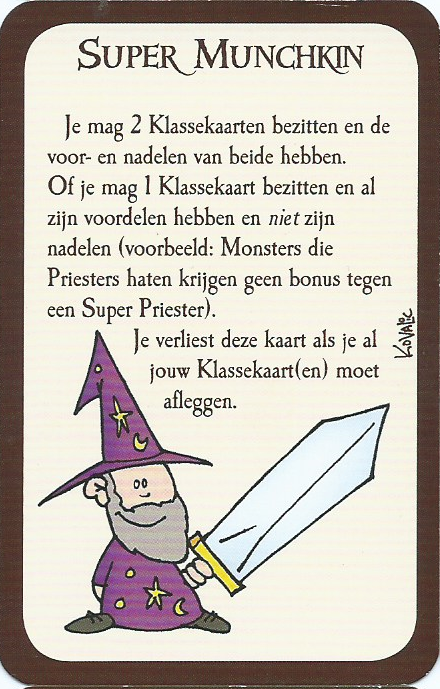 Super Munchkin
Je mag 2 Klassekaarten bezitten en de
voor- en nadelen van beide hebben.
Of je mag 1 Klassekaart bezitten en al
zijn voordelen hebben en niet zijn
nadelen (voorbeeld: Monsters die
Priesters haten krijgen geen bonus tegen
een Super Priester).
Je verliest deze kaart als je al
jouw Klassekaart(en) moet
afleggen.
Kovalic